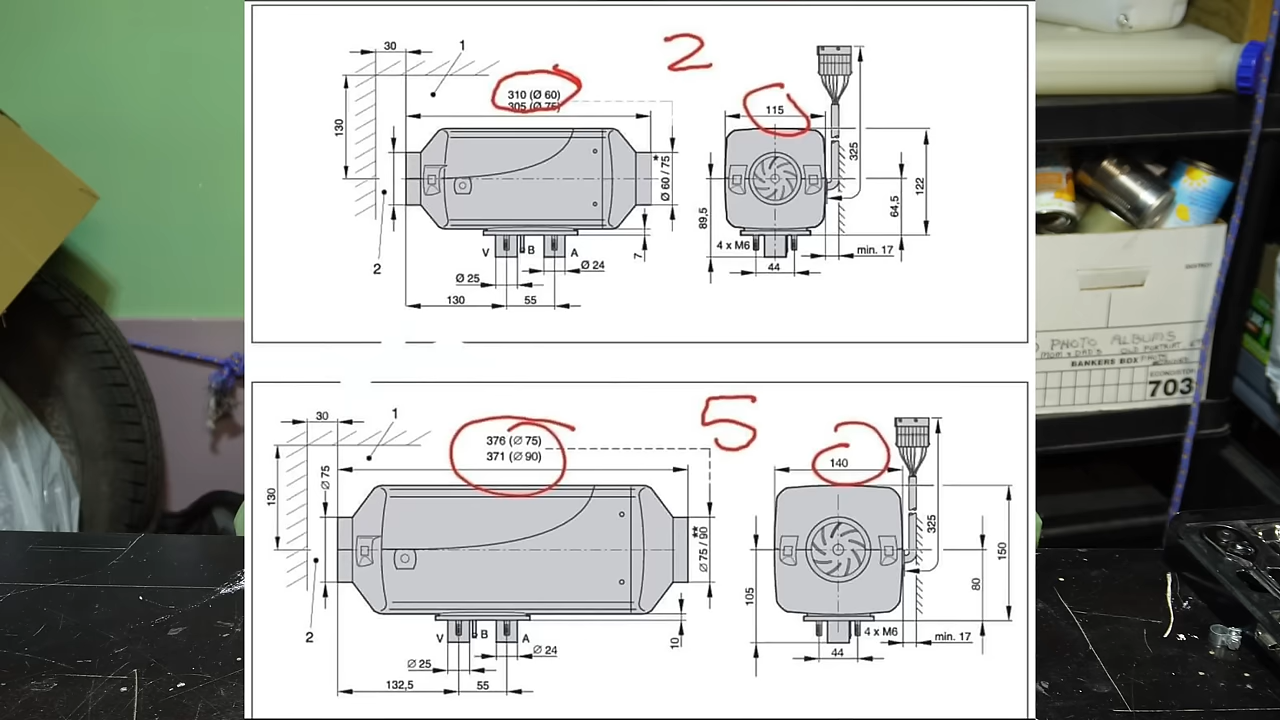 30
1
2
310 (Ø 60)
305 (Ø 75)
130
*
Ø 60 / 75
V
B
A
Ø 25
Ø 24
7
2
130
55
115
325
122
64,5
89,5
4 x M6
44
min. 17
30
1
5
376 (Ø 75)
371 (Ø 90)
130
Ø 75
**
Ø 75 / 90
V
B
A
Ø 25
Ø 24
10
2
132,5
55
140
325
150
80
105
4 x M6
44
min. 17
PHOTO ALBUMS
MOM & DAD'S
BANKERS BOX
703